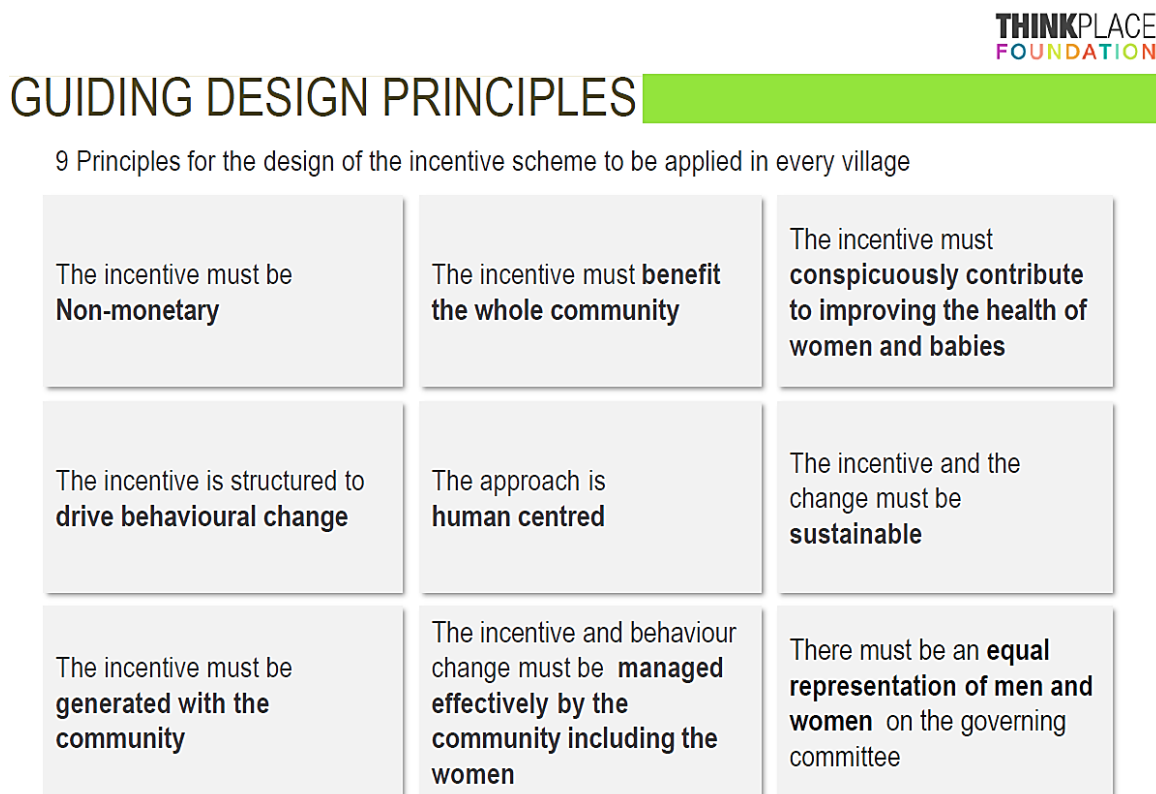 THINKPLACE
FOUNDATION
GUIDING DESIGN PRINCIPLES
9 Principles for the design of the incentive scheme to be applied in every village
The incentive must be
Non-monetary
The incentive must benefit
the whole community
The incentive must
conspicuously contribute
to improving the health of
women and babies
The incentive is structured to
drive behavioural change
The approach is
human centred
The incentive and the
change must be
sustainable
The incentive must be
generated with the
community
The incentive and behaviour
change must be managed
effectively by the
community including the
women
There must be an equal
representation of men and
women on the governing
committee